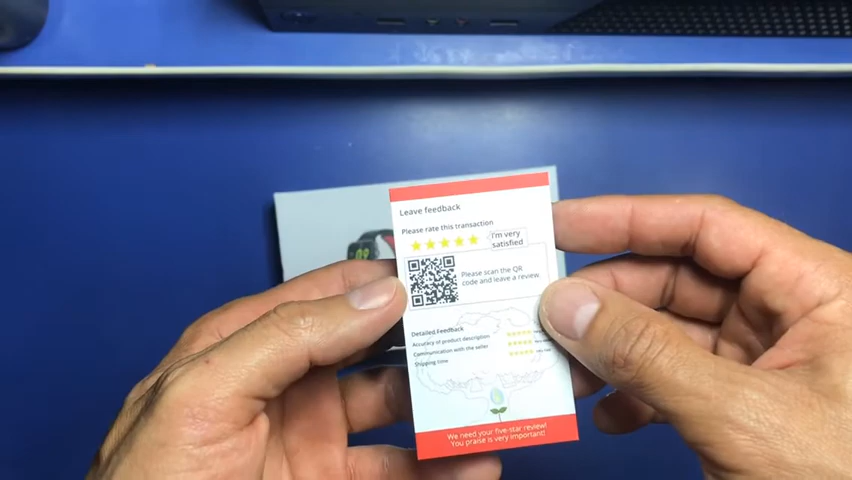 Leave feedback
Please rate this transaction
I'm very
satisfied
Please scan the QR
code and leave a review.
Detailed Feedback
Accuracy of product description
Communication with the seller
Shipping time
We need your five-star review!
You praise is very important!